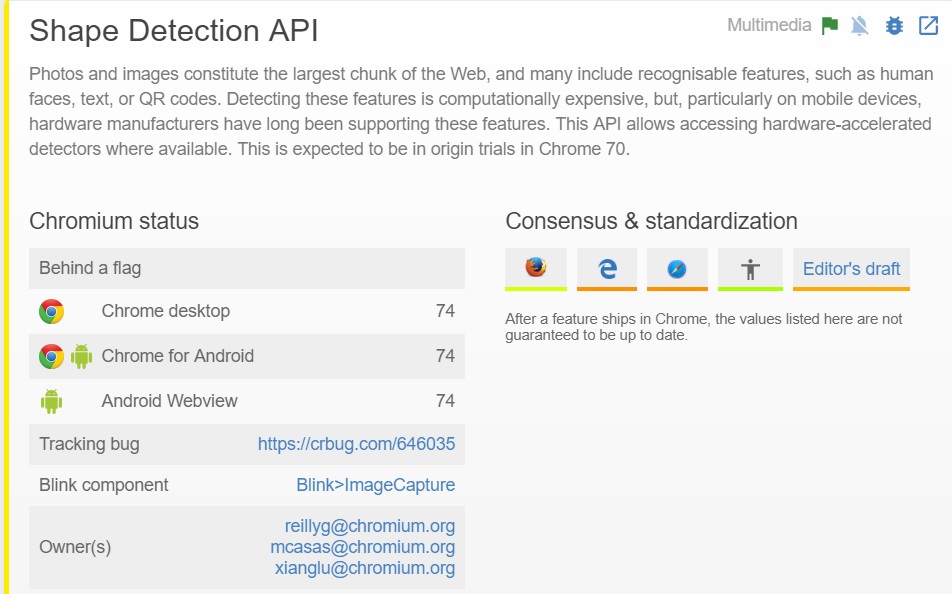 Shape Detection API
Multimedia
Photos and images constitute the largest chunk of the Web, and many include recognisable features, such as human
faces, text, or QR codes. Detecting these features is computationally expensive, but, particularly on mobile devices,
hardware manufacturers have long been supporting these features. This API allows accessing hardware-accelerated
detectors where available. This is expected to be in origin trials in Chrome 70.
Chromium status
Behind a flag
Chrome desktop 74
Chrome for Android 74
Android Webview 74
Tracking bug https://crbug.com/646035
Blink component Blink>ImageCapture
Owner(s)
reillyg@chromium.org
mcasas@chromium.org
xianglu@chromium.org
Consensus & standardization
Editor's draft
After a feature ships in Chrome, the values listed here are not
guaranteed to be up to date.